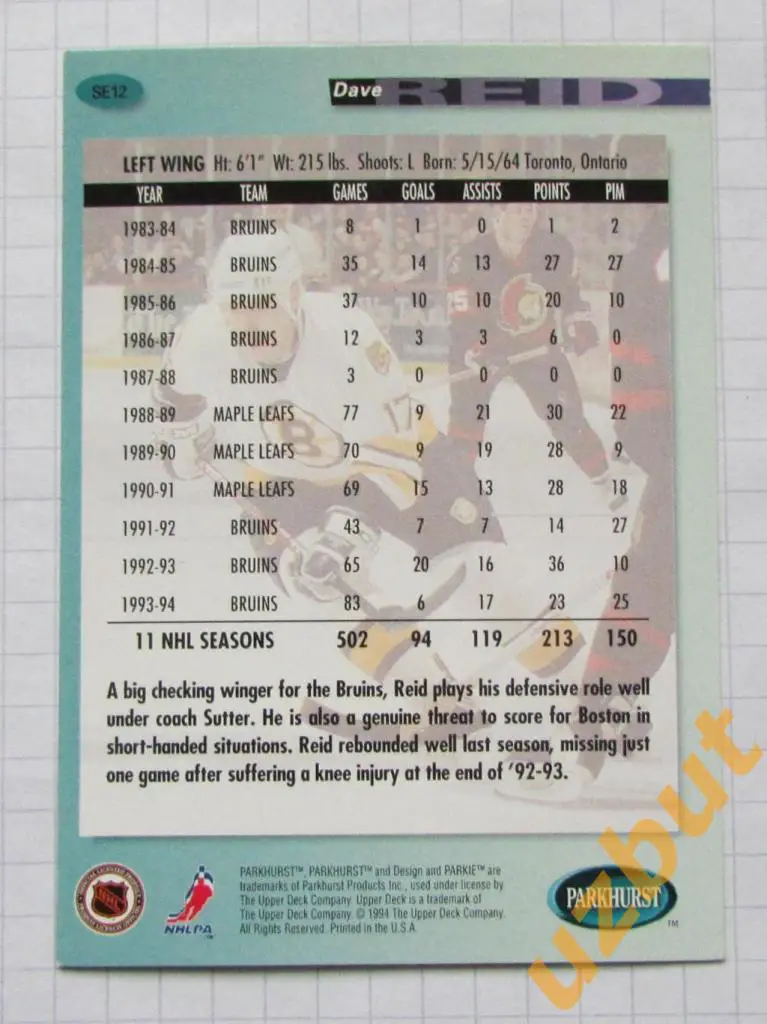 SE12
Dave REID
LEFT WING Ht: 6'1" Wt: 215 lbs. Shoots: L Born: 5/15/64 Toronto, Ontario
YEAR TEAM GAMES GOALS ASSISTS POINTS PIM
1983-84 BRUINS 8 1 0 1 2
1984-85 BRUINS 35 14 13 27 27
1985-86 BRUINS 37 10 10 20 10
1986-87 BRUINS 12 3 3 6 0
1987-88 BRUINS 3 0 0 0 0
1988-89 MAPLE LEAFS 77 9 21 30 22
1989-90 MAPLE LEAFS 70 9 19 28 9
1990-91 MAPLE LEAFS 69 15 13 28 18
1991-92 BRUINS 43 7 7 14 27
1992-93 BRUINS 65 20 16 36 10
1993-94 BRUINS 83 6 17 23 25
11 NHL SEASONS 502 94 119 213 150
A big checking winger for the Bruins, Reid plays his defensive role well
under coach Sutter. He is also a genuine threat to score for Boston in
short-handed situations. Reid rebounded well last season, missing just
one game after suffering a knee injury at the end of '92-93.
PARKHURST™, PARKHURST™ and Design and PARKIE™ are
trademarks of Parkhurst Products Inc., used under license by
The Upper Deck Company. Upper Deck is a trademark of
The Upper Deck Company. © 1994 The Upper Deck Company.
All Rights Reserved. Printed in the U.S.A.
NHL
NHLPA™
PARKHURST™
uzbut